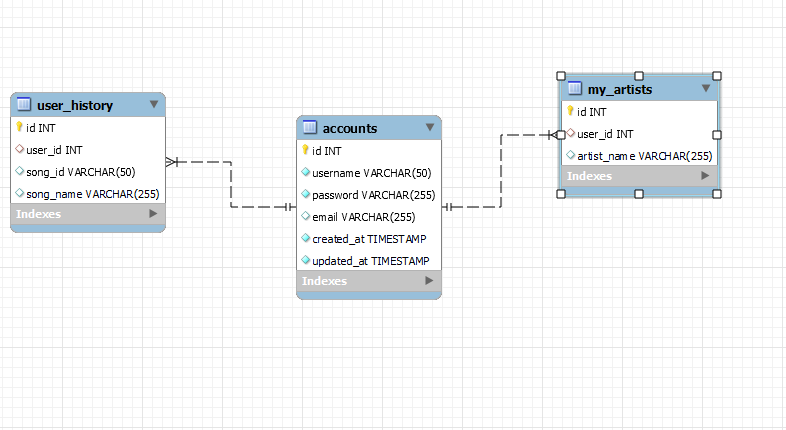 user_history
id INT
user_id INT
song_id VARCHAR(50)
song_name VARCHAR(255)
Indexes
accounts
id INT
username VARCHAR(50)
password VARCHAR(255)
email VARCHAR(255)
created_at TIMESTAMP
updated_at TIMESTAMP
Indexes
my_artists
id INT
user_id INT
artist_name VARCHAR(255)
Indexes